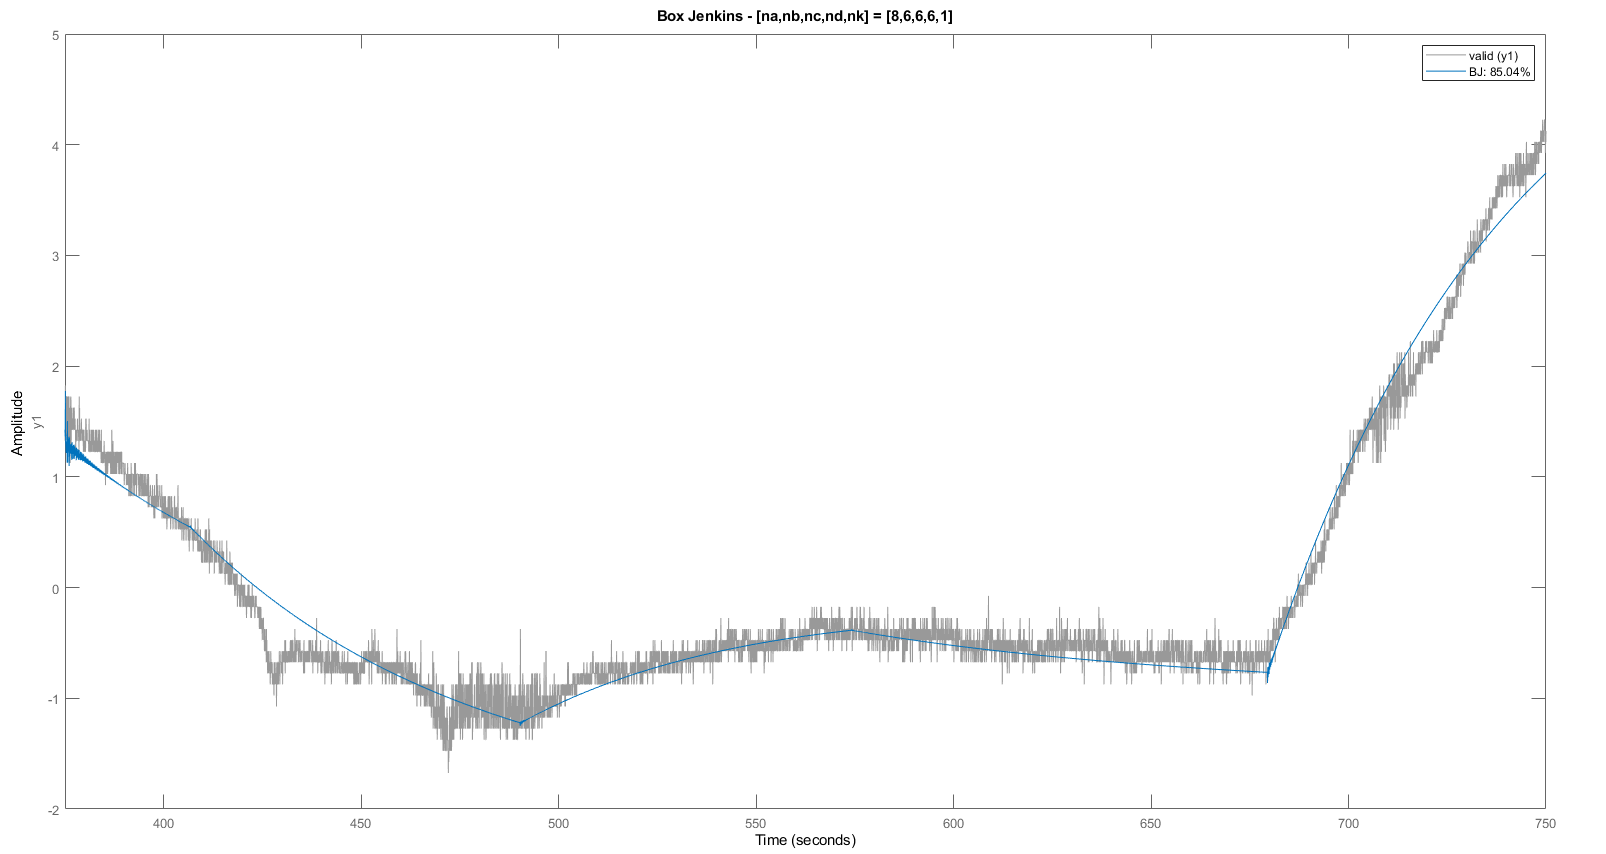 Box Jenkins - [na,nb,nc,nd,nk] = [8,6,6,6,1]
valid (y1)
BJ: 85.04%
5
4
3
2
1
0
-1
-2
Amplitude
y1
400
450
500
550
600
650
700
750
Time (seconds)